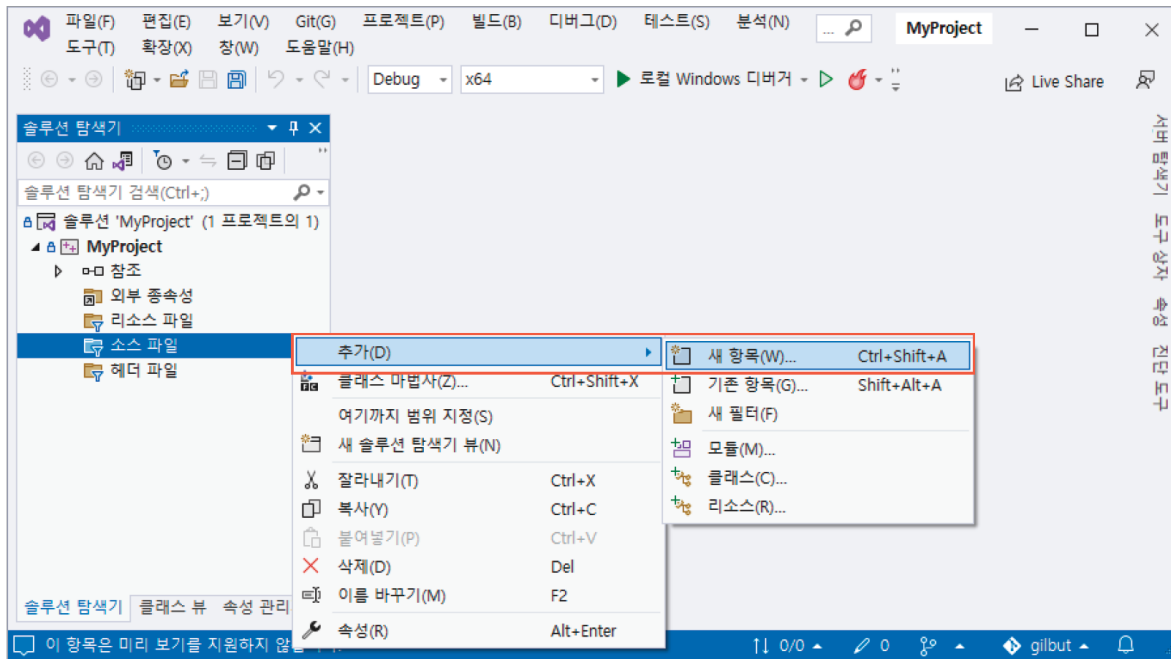 파일(F) 편집(E) 보기(V) Git(G) 프로젝트(P) 빌드(B) 디버그(D) 테스트(S) 분석(N) ... MyProject
도구(T) 확장(X) 창(W) 도움말(H)
Debug x64 로컬 Windows 디버거 Live Share
솔루션 탐색기
솔루션 탐색기 검색(Ctrl+;)
솔루션 'MyProject' (1 프로젝트의 1)
MyProject
참조
외부 종속성
리소스 파일
소스 파일
헤더 파일
추가(D)
클래스 마법사(Z)... Ctrl+Shift+X
여기까지 범위 지정(S)
새 솔루션 탐색기 뷰(N)
잘라내기(T) Ctrl+X
복사(Y) Ctrl+C
붙여넣기(P) Ctrl+V
삭제(D) Del
이름 바꾸기(M) F2
속성(R) Alt+Enter
새 항목(W)... Ctrl+Shift+A
기존 항목(G)... Shift+Alt+A
새 필터(F)
모듈(M)...
클래스(C)...
리소스(R)...
서버 탐색기
도구 상자
속성
진단 도구
솔루션 탐색기 클래스 뷰 속성 관리
이 항목은 미리 보기를 지원하지 0/0 0 gilbut